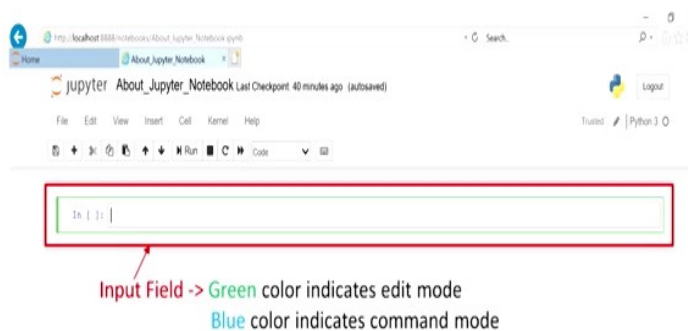 http://localhost:8888/notebooks/About_Jupyter_Notebook.ipynb
Search...
Home
About_Jupyter_Notebook
jupyter About_Jupyter_Notebook Last Checkpoint: 40 minutes ago (autosaved)
Logout
File Edit View Insert Cell Kernel Help
Trusted Python 3
Run Code
In [ ]:
Input Field -> Green color indicates edit mode
Blue color indicates command mode